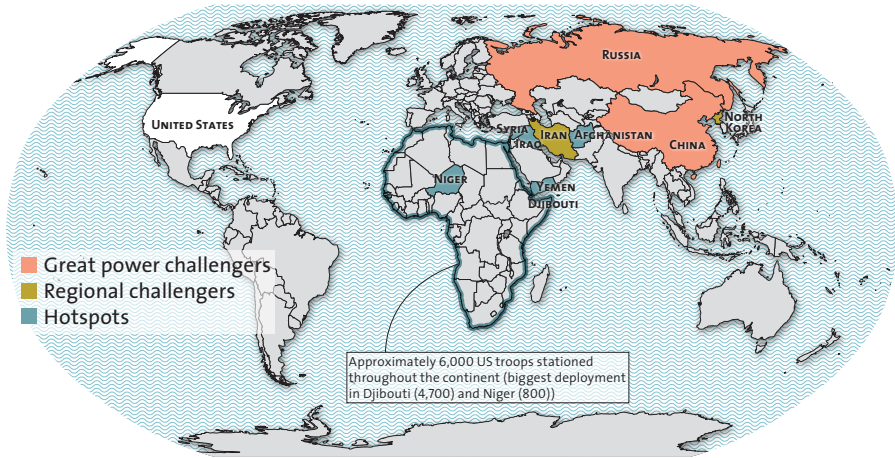 RUSSIA
UNITED STATES
NORTH
KOREA
SYRIA
IRAN
AFGHANISTAN
IRAQ
CHINA
NIGER
YEMEN
DJIBOUTI
Great power challengers
Regional challengers
Hotspots
Approximately 6,000 US troops stationed
throughout the continent (biggest deployment
in Djibouti (4,700) and Niger (800))